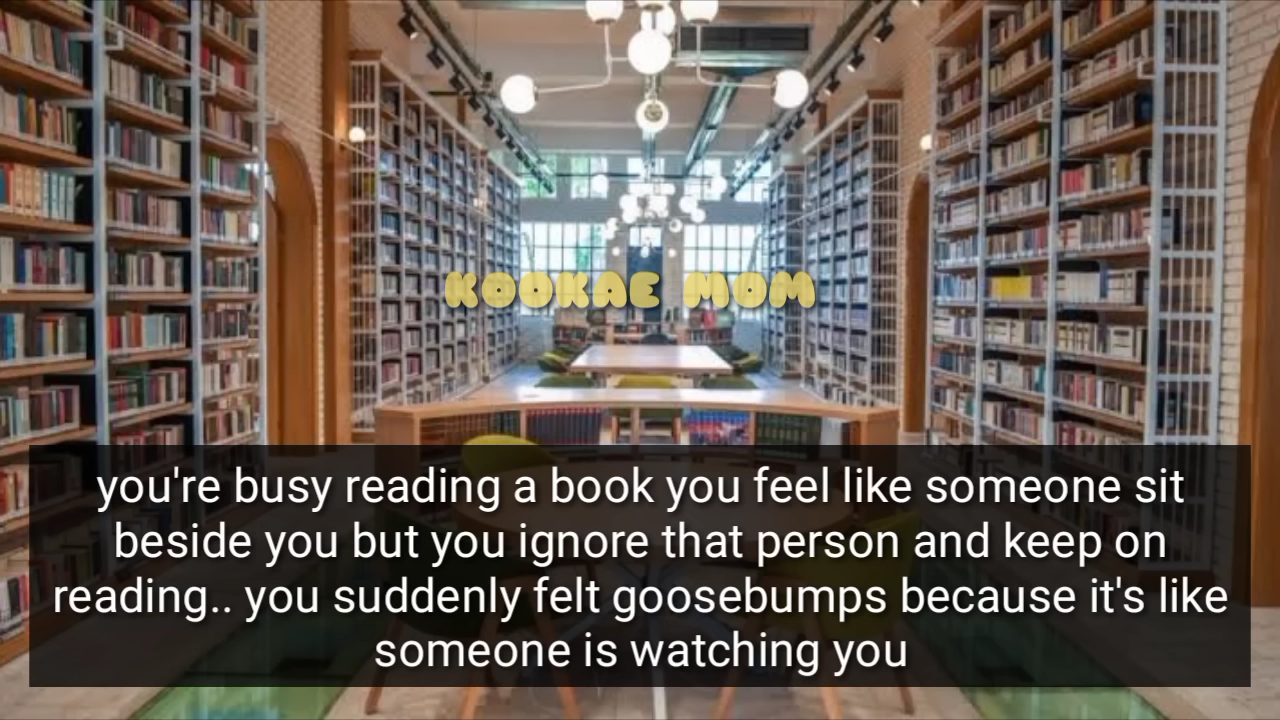 KOOKAE MOM
you're busy reading a book you feel like someone sit
beside you but you ignore that person and keep on
reading.. you suddenly felt goosebumps because it's like
someone is watching you